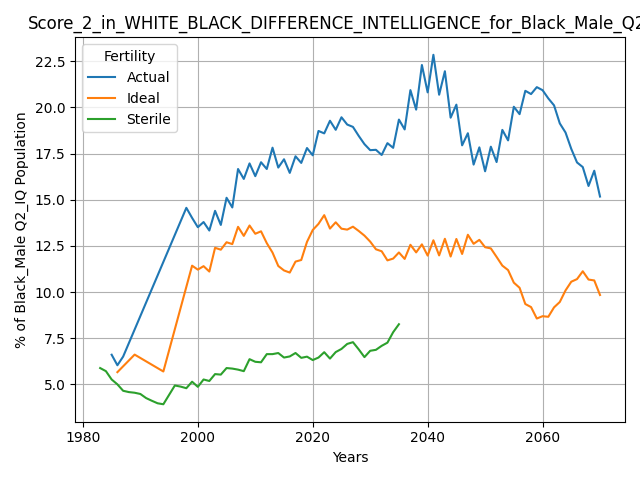 Score_2_in_WHITE_BLACK_DIFFERENCE_INTELLIGENCE_for_Black_Male_Q2
Fertility
Actual
Ideal
Sterile
% of Black_Male Q2_IQ Population
22.5
20.0
17.5
15.0
12.5
10.0
7.5
5.0
1980
2000
2020
2040
2060
Years